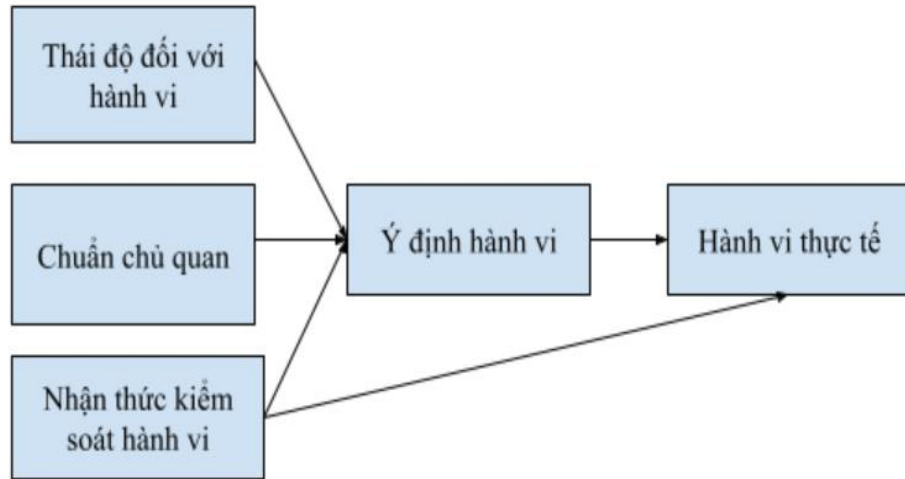 Thái độ đối với
hành vi
Chuẩn chủ quan
Nhận thức kiểm
soát hành vi
Ý định hành vi
Hành vi thực tế